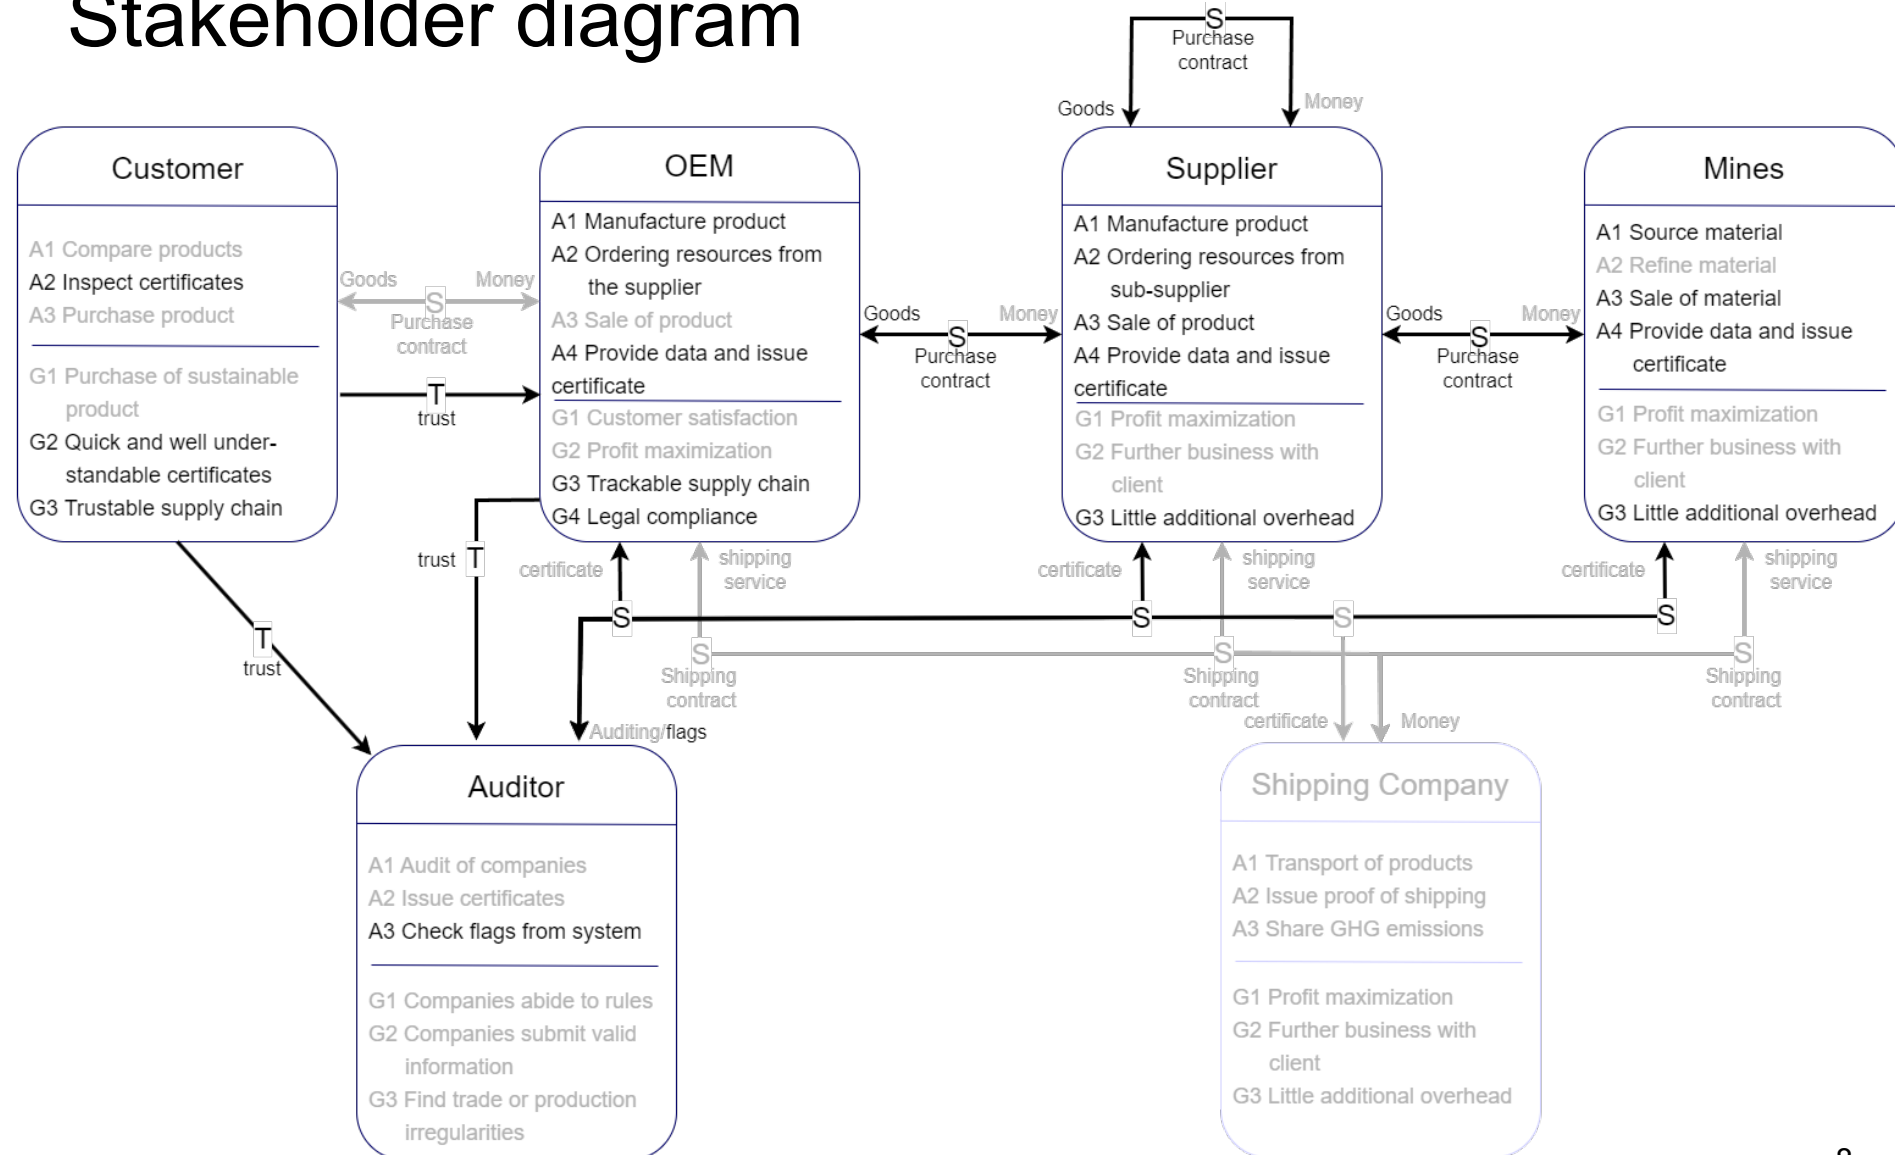 Stakeholder diagram
S
Purchase
contract
Goods
Money
Customer
A1 Compare products
A2 Inspect certificates
A3 Purchase product
G1 Purchase of sustainable
product
G2 Quick and well under-
standable certificates
G3 Trustable supply chain
Goods
Money
S
Purchase
contract
T
trust
OEM
A1 Manufacture product
A2 Ordering resources from
the supplier
A3 Sale of product
A4 Provide data and issue
certificate
G1 Customer satisfaction
G2 Profit maximization
G3 Trackable supply chain
G4 Legal compliance
Goods
Money
S
Purchase
contract
Supplier
A1 Manufacture product
A2 Ordering resources from
sub-supplier
A3 Sale of product
A4 Provide data and issue
certificate
G1 Profit maximization
G2 Further business with
client
G3 Little additional overhead
Goods
Money
S
Purchase
contract
Mines
A1 Source material
A2 Refine material
A3 Sale of material
A4 Provide data and issue
certificate
G1 Profit maximization
G2 Further business with
client
G3 Little additional overhead
trust
T
certificate
shipping
service
certificate
shipping
service
certificate
shipping
service
S
S
S
S
T
trust
S
Shipping
contract
S
Shipping
contract
S
Shipping
contract
Auditing/flags
certificate
Money
Auditor
A1 Audit of companies
A2 Issue certificates
A3 Check flags from system
G1 Companies abide to rules
G2 Companies submit valid
information
G3 Find trade or production
irregularities
Shipping Company
A1 Transport of products
A2 Issue proof of shipping
A3 Share GHG emissions
G1 Profit maximization
G2 Further business with
client
G3 Little additional overhead